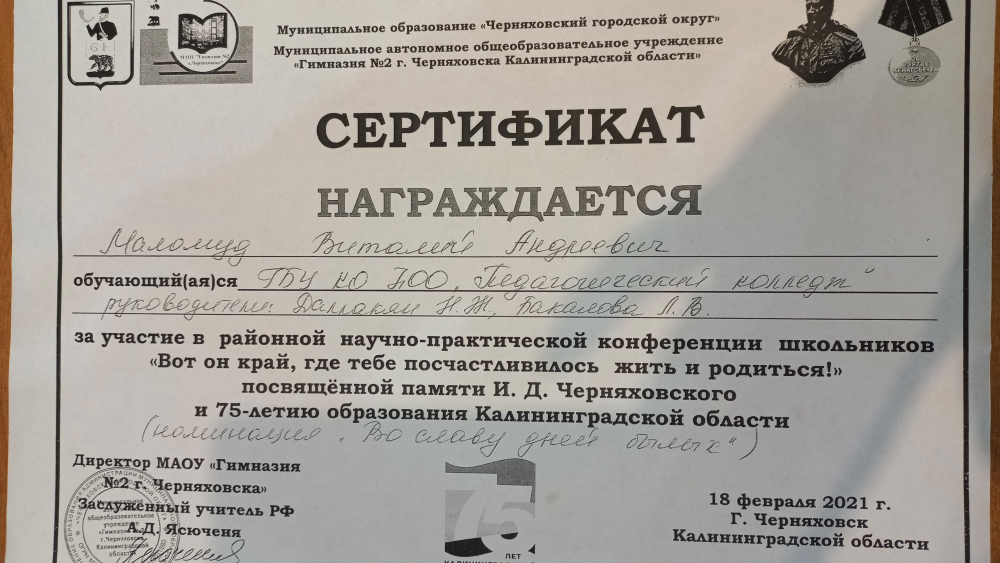 Муниципальное образование «Черняховский городской округ»
Муниципальное автономное общеобразовательное учреждение
«Гимназия №2 г. Черняховска Калининградской области»
СЕРТИФИКАТ
НАГРАЖДАЕТСЯ
Маломуд Виталий Андреевич
обучающий(ая)ся ГБУ КО ПОО "Педагогический колледж"
руководители: Даллакян Н.Ж., Бакалова Л.В.
за участие в районной научно-практической конференции школьников
«Вот он край, где тебе посчастливилось жить и родиться!»
посвящённой памяти И. Д. Черняховского
и 75-летию образования Калининградской области
(номинация „Во славу дней былых“)
Директор МАОУ «Гимназия
№2 г. Черняховска»
Заслуженный учитель РФ
А.Д. Ясюченя
75
ЛЕТ
18 февраля 2021 г.
Г. Черняховск
Калининградской области